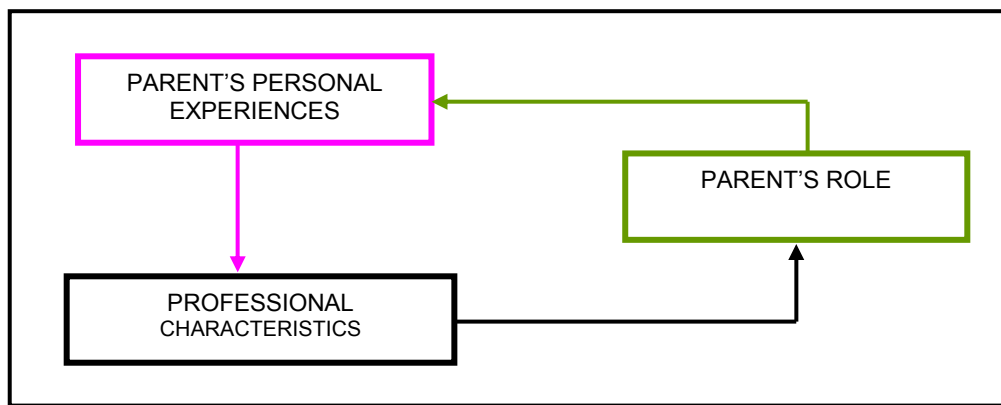 PARENT’S PERSONAL
EXPERIENCES
PARENT’S ROLE
PROFESSIONAL
CHARACTERISTICS